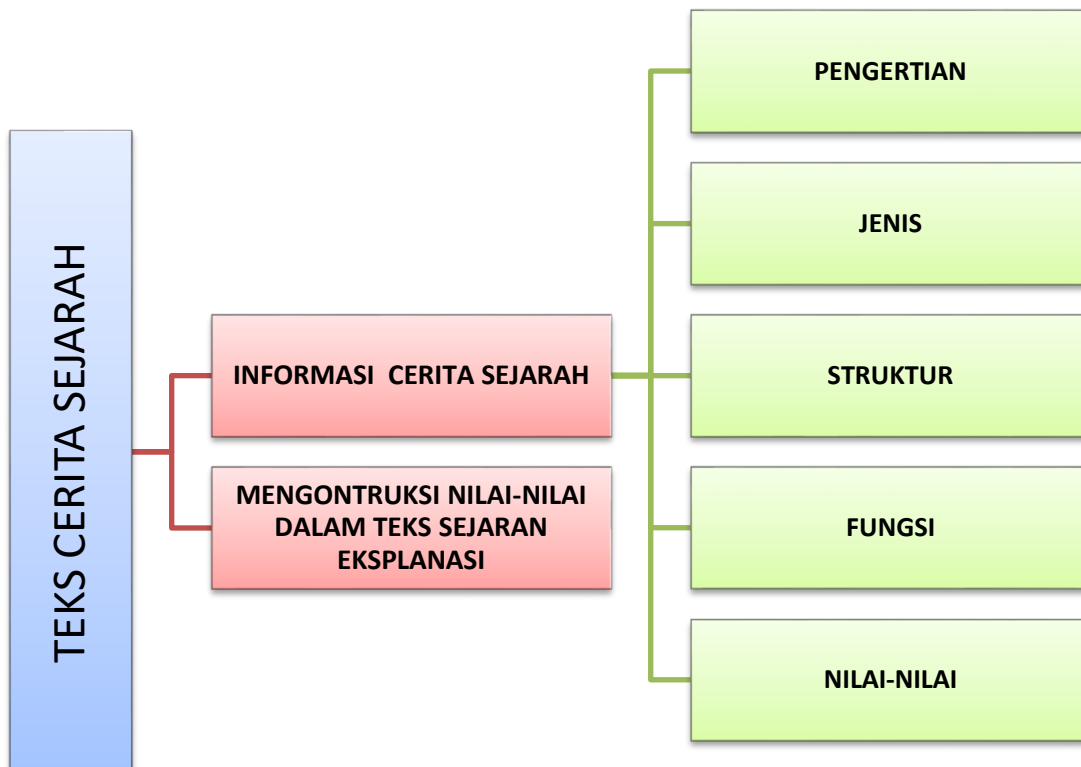 TEKS CERITA SEJARAH
INFORMASI CERITA SEJARAH
MENGONTRUKSI NILAI-NILAI
DALAM TEKS SEJARAN
EKSPLANASI
PENGERTIAN
JENIS
STRUKTUR
FUNGSI
NILAI-NILAI